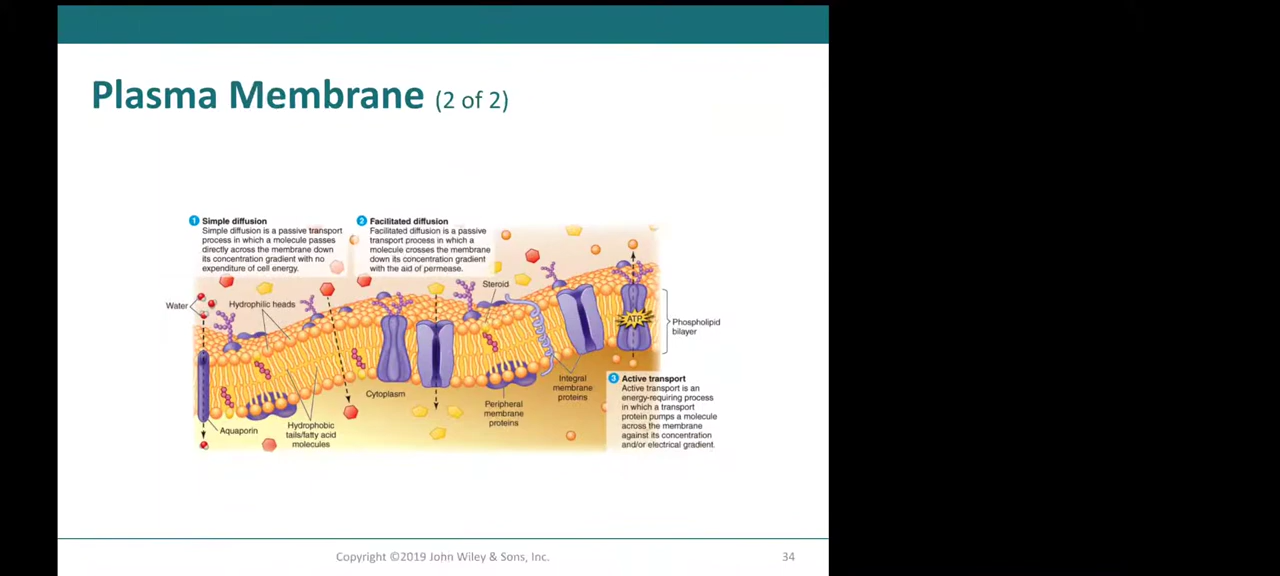 Plasma Membrane (2 of 2)
1 Simple diffusion
Simple diffusion is a passive transport
process in which a molecule passes
directly across the membrane down
its concentration gradient with no
expenditure of cell energy.
2 Facilitated diffusion
Facilitated diffusion is a passive
transport process in which a
molecule crosses the membrane
down its concentration gradient
with the aid of permease.
Steroid
Water
Hydrophilic heads
ATP
Phospholipid
bilayer
Cytoplasm
Integral
membrane
proteins
Peripheral
membrane
proteins
Aquaporin
Hydrophobic
tails/fatty acid
molecules
3 Active transport
Active transport is an
energy-requiring process
in which a transport
protein pumps a molecule
across the membrane
against its concentration
and/or electrical gradient.
Copyright ©2019 John Wiley & Sons, Inc.
34